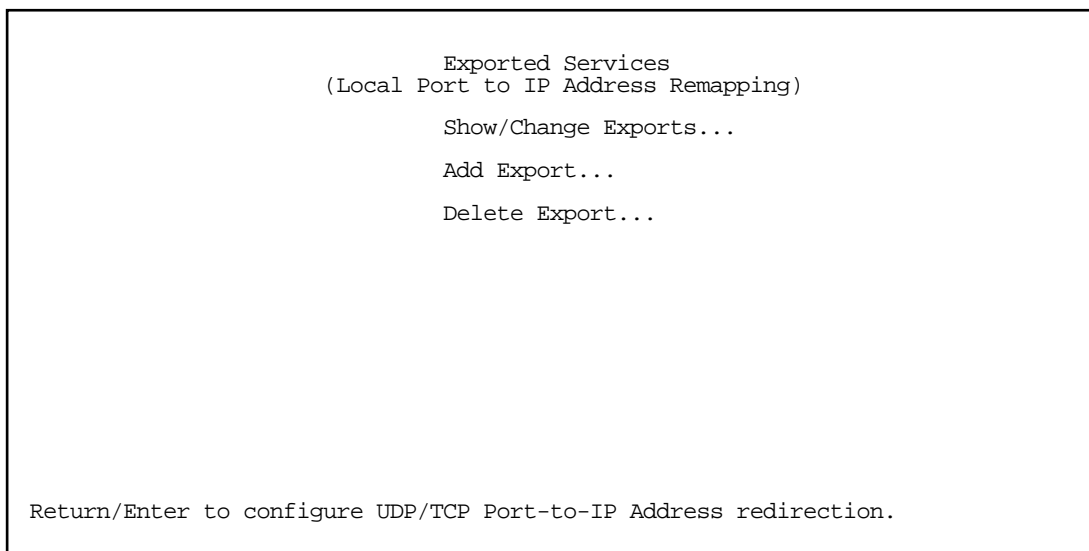 Exported Services
(Local Port to IP Address Remapping)
Show/Change Exports...
Add Export...
Delete Export...
Return/Enter to configure UDP/TCP Port-to-IP Address redirection.